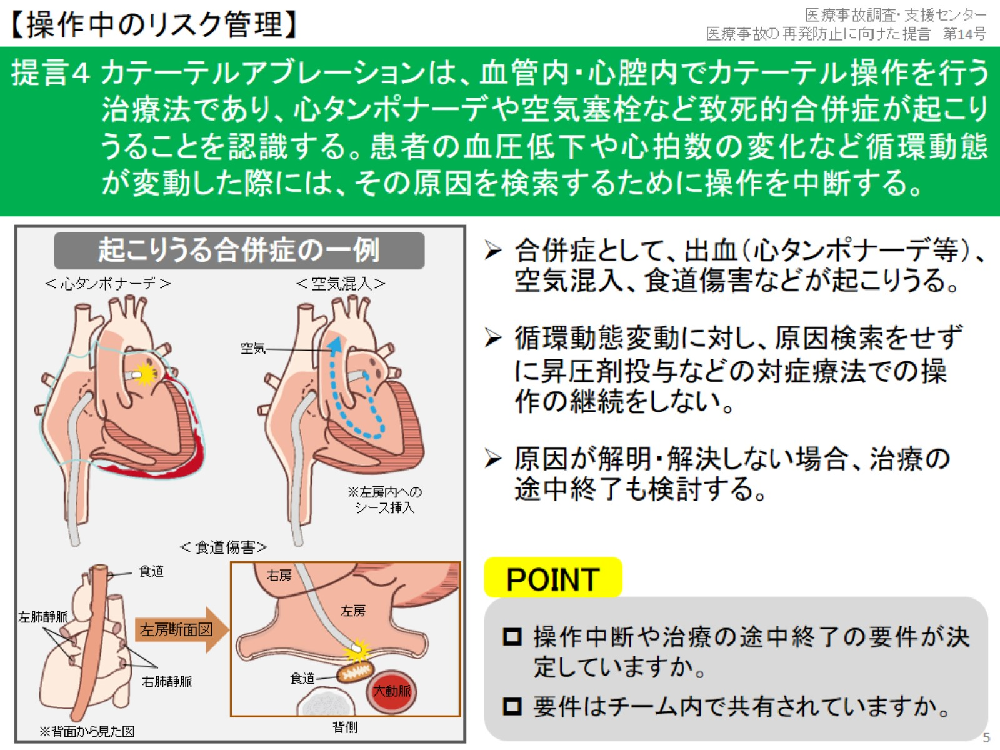 【操作中のリスク管理】
医療事故調査・支援センター
医療事故の再発防止に向けた提言 第14号
提言4 カテーテルアブレーションは、血管内・心腔内でカテーテル操作を行う
治療法であり、心タンポナーデや空気塞栓など致死的合併症が起こり
うることを認識する。患者の血圧低下や心拍数の変化など循環動態
が変動した際には、その原因を検索するために操作を中断する。
起こりうる合併症の一例
＜心タンポナーデ＞
＜空気混入＞
空気
※左房内への
シース挿入
＜食道傷害＞
食道
左肺静脈
右肺静脈
※背面から見た図
左房断面図
右房
左房
食道
大動脈
背側
➢ 合併症として、出血（心タンポナーデ等）、
空気混入、食道傷害などが起こりうる。
➢ 循環動態変動に対し、原因検索をせず
に昇圧剤投与などの対症療法での操
作の継続をしない。
➢ 原因が解明・解決しない場合、治療の
途中終了も検討する。
POINT
□ 操作中断や治療の途中終了の要件が決
定していますか。
□ 要件はチーム内で共有されていますか。
5